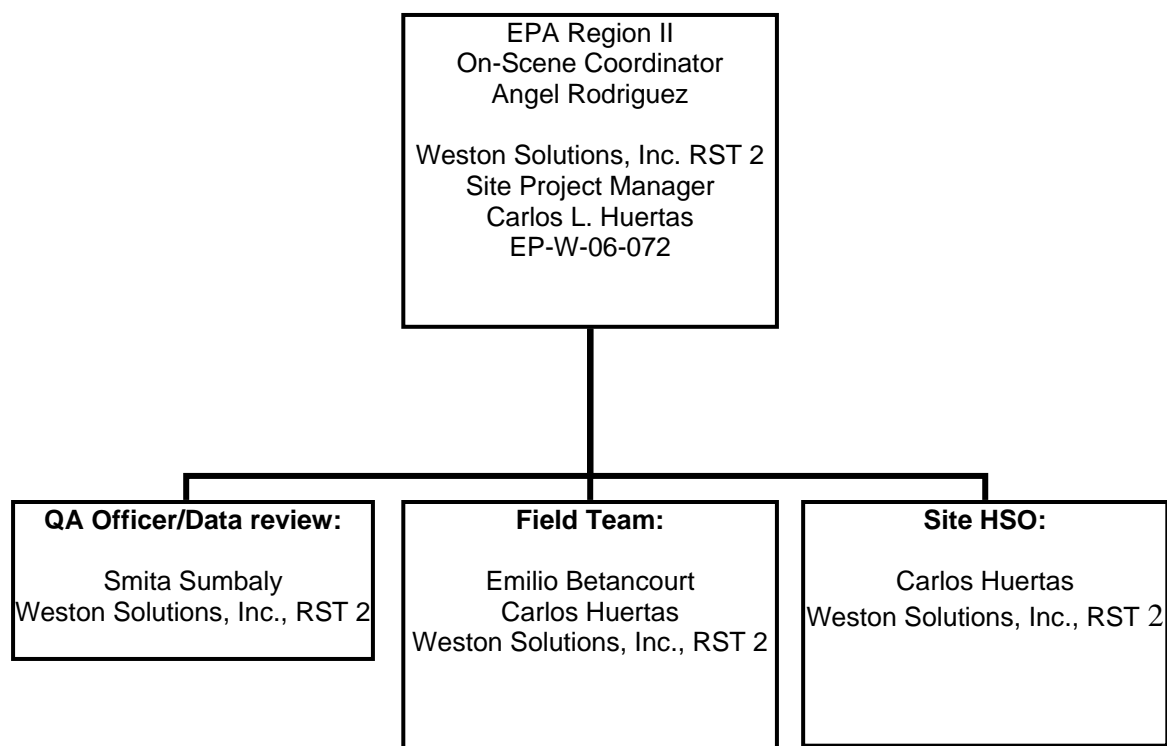 EPA Region II
On-Scene Coordinator
Angel Rodriguez
Weston Solutions, Inc. RST 2
Site Project Manager
Carlos L. Huertas
EP-W-06-072
QA Officer/Data review:
Smita Sumbaly
Weston Solutions, Inc., RST 2
Field Team:
Emilio Betancourt
Carlos Huertas
Weston Solutions, Inc., RST 2
Site HSO:
Carlos Huertas
Weston Solutions, Inc., RST 2